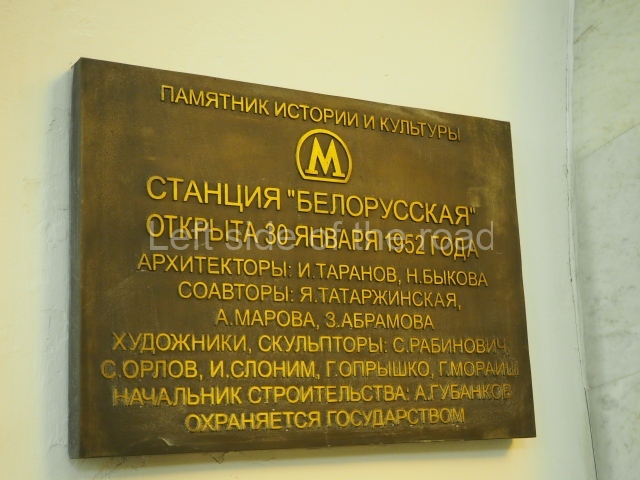 ПАМЯТНИК ИСТОРИИ И КУЛЬТУРЫ
М
СТАНЦИЯ "БЕЛОРУССКАЯ"
ОТКРЫТА 30 ЯНВАРЯ 1952 ГОДА
Left side of the road
АРХИТЕКТОРЫ: И.ТАРАНОВ, Н.БЫКОВА
СОАВТОРЫ: Я.ТАТАРЖИНСКАЯ,
А.МАРОВА, З.АБРАМОВА
ХУДОЖНИКИ, СКУЛЬПТОРЫ: С.РАБИНОВИЧ,
С.ОРЛОВ, И.СЛОНИМ, Г.ОПРЫШКО, Г.МОРАИШ
НАЧАЛЬНИК СТРОИТЕЛЬСТВА: А.ГУБАНКОВ
ОХРАНЯЕТСЯ ГОСУДАРСТВОМ